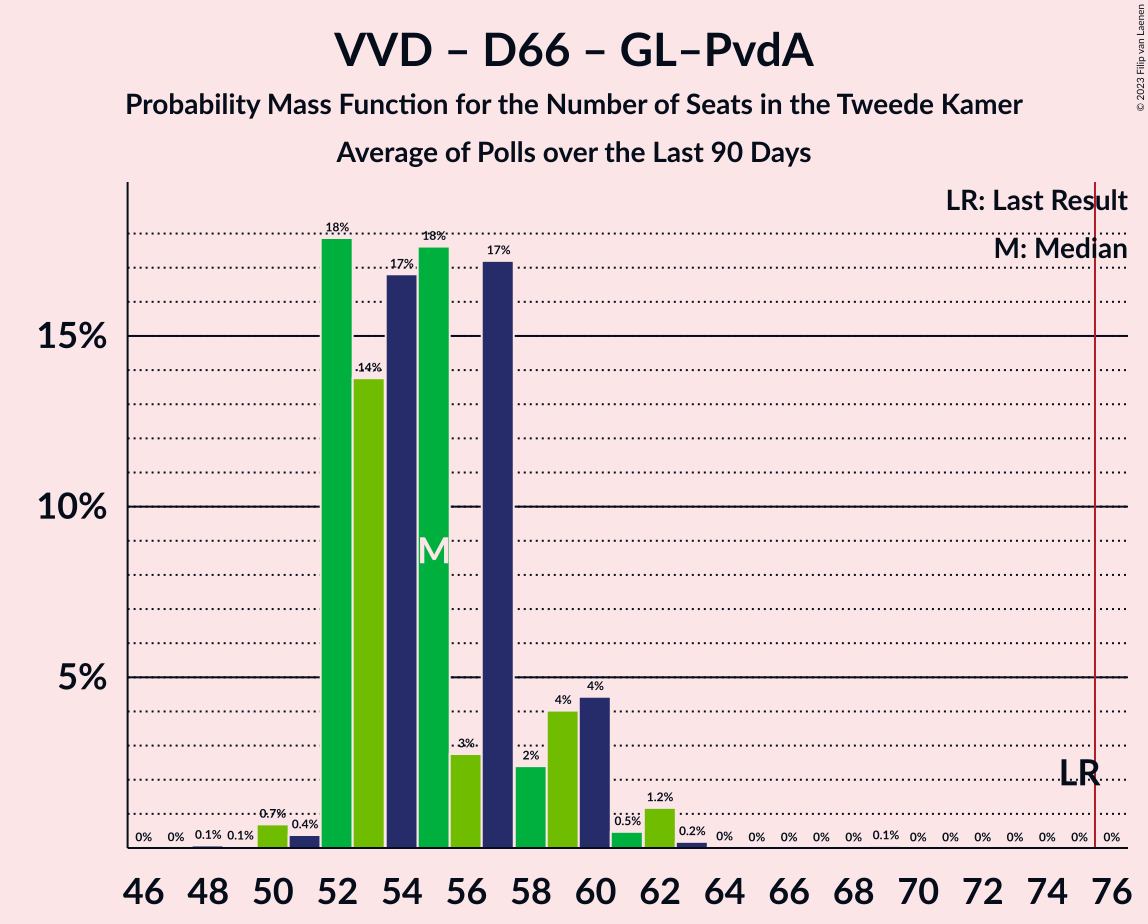 VVD – D66 – GL–PvdA
Probability Mass Function for the Number of Seats in the Tweede Kamer
Average of Polls over the Last 90 Days
© 2023 Filip van Laenen
LR: Last Result
M: Median
15%
10%
5%
0% 0% 0.1% 0.1% 0.7% 0.4% 18% 14% 17% 18% 3% 17% 2% 4% 4% 0.5% 1.2% 0.2% 0% 0% 0% 0% 0% 0.1% 0% 0% 0% 0% 0% 0% 0%
M
LR
46 48 50 52 54 56 58 60 62 64 66 68 70 72 74 76